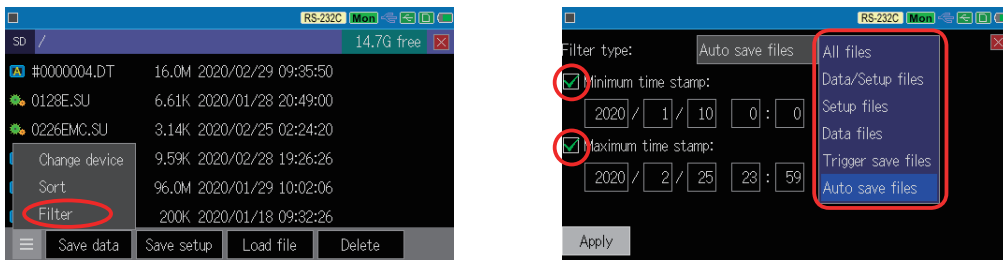 RS-232C Mon
SD / 14.7G free
#0000004.DT 16.0M 2020/02/29 09:35:50
0128E.SU 6.61K 2020/01/28 20:49:00
0226EMC.SU 3.14K 2020/02/25 02:24:20
Change device 9.59K 2020/02/28 19:26:26
Sort 96.0M 2020/01/29 10:02:06
Filter 200K 2020/01/18 09:32:26
Save data Save setup Load file Delete
RS-232C Mon
Filter type: Auto save files
All files
Data/Setup files
Setup files
Data files
Trigger save files
Auto save files
Minimum time stamp:
2020 / 1 / 10 0 : 0
Maximum time stamp:
2020 / 2 / 25 23 : 59
Apply